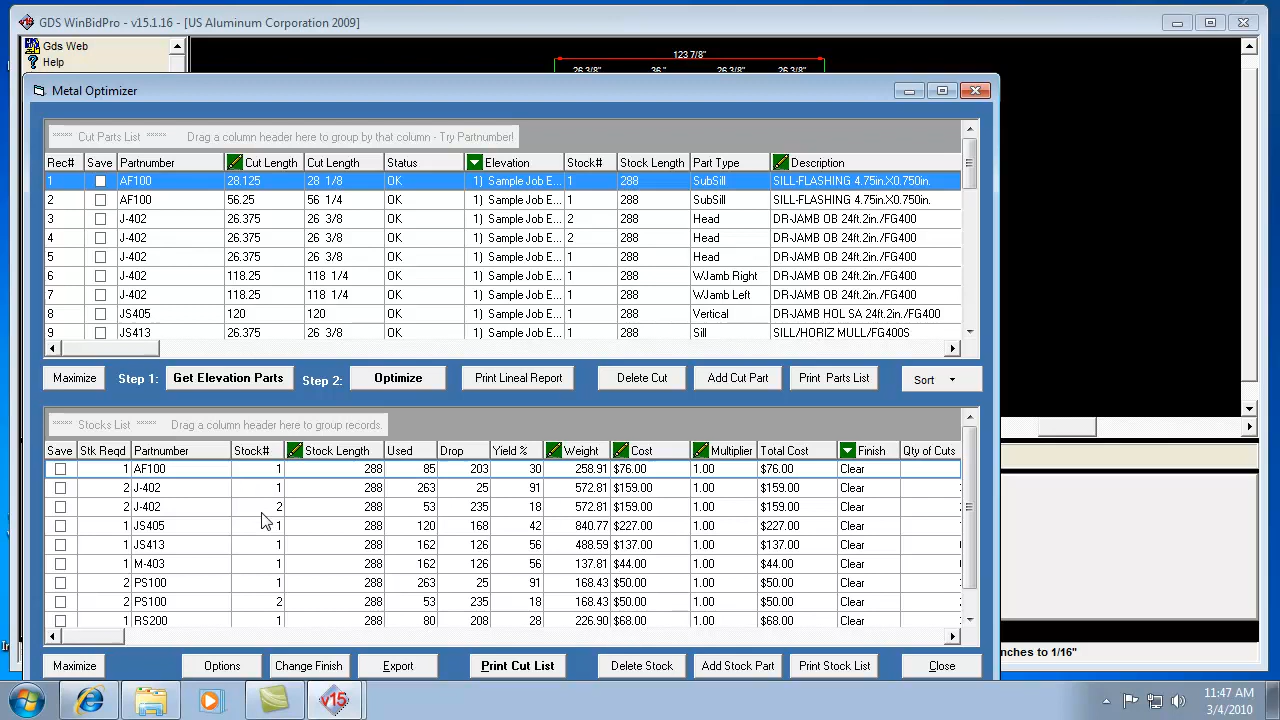 GDS WinBidPro - v15.1.16 - [US Aluminum Corporation 2009]
Gds Web
Help
123 7/8"
26 3/8" 36 " 26 3/8" 26 3/8"
Metal Optimizer
***** Cut Parts List ***** Drag a column header here to group by that column - Try Partnumber!
Rec# Save Partnumber Cut Length Cut Length Status Elevation Stock# Stock Length Part Type Description
1 AF100 28.125 28 1/8 OK 1) Sample Job E... 1 288 SubSill SILL-FLASHING 4.75in.X0.750in.
2 AF100 56.25 56 1/4 OK 1) Sample Job E... 1 288 SubSill SILL-FLASHING 4.75in.X0.750in.
3 J-402 26.375 26 3/8 OK 1) Sample Job E... 2 288 Head DR-JAMB OB 24ft.2in./FG400
4 J-402 26.375 26 3/8 OK 1) Sample Job E... 2 288 Head DR-JAMB OB 24ft.2in./FG400
5 J-402 26.375 26 3/8 OK 1) Sample Job E... 1 288 Head DR-JAMB OB 24ft.2in./FG400
6 J-402 118.25 118 1/4 OK 1) Sample Job E... 1 288 WJamb Right DR-JAMB OB 24ft.2in./FG400
7 J-402 118.25 118 1/4 OK 1) Sample Job E... 1 288 WJamb Left DR-JAMB OB 24ft.2in./FG400
8 JS405 120 120 OK 1) Sample Job E... 1 288 Vertical DR-JAMB HOL SA 24ft.2in./FG400
9 JS413 26.375 26 3/8 OK 1) Sample Job E... 1 288 Sill SILL/HORIZ MULL/FG400S
Maximize Step 1: Get Elevation Parts Step 2: Optimize Print Lineal Report Delete Cut Add Cut Part Print Parts List Sort
***** Stocks List ***** Drag a column header here to group records.
Save Stk Reqd Partnumber Stock# Stock Length Used Drop Yield % Weight Cost Multiplier Total Cost Finish Qty of Cuts
1 AF100 1 288 85 203 30 258.91 $76.00 1.00 $76.00 Clear
2 J-402 1 288 263 25 91 572.81 $159.00 1.00 $159.00 Clear
2 J-402 2 288 53 235 18 572.81 $159.00 1.00 $159.00 Clear
1 JS405 1 288 120 168 42 840.77 $227.00 1.00 $227.00 Clear
1 JS413 1 288 162 126 56 488.59 $137.00 1.00 $137.00 Clear
1 M-403 1 288 162 126 56 137.81 $44.00 1.00 $44.00 Clear
2 PS100 1 288 263 25 91 168.43 $50.00 1.00 $50.00 Clear
2 PS100 2 288 53 235 18 168.43 $50.00 1.00 $50.00 Clear
1 RS200 1 288 80 208 28 226.90 $68.00 1.00 $68.00 Clear
nches to 1/16"
Maximize Options Change Finish Export Print Cut List Delete Stock Add Stock Part Print Stock List Close
v15
11:47 AM
3/4/2010